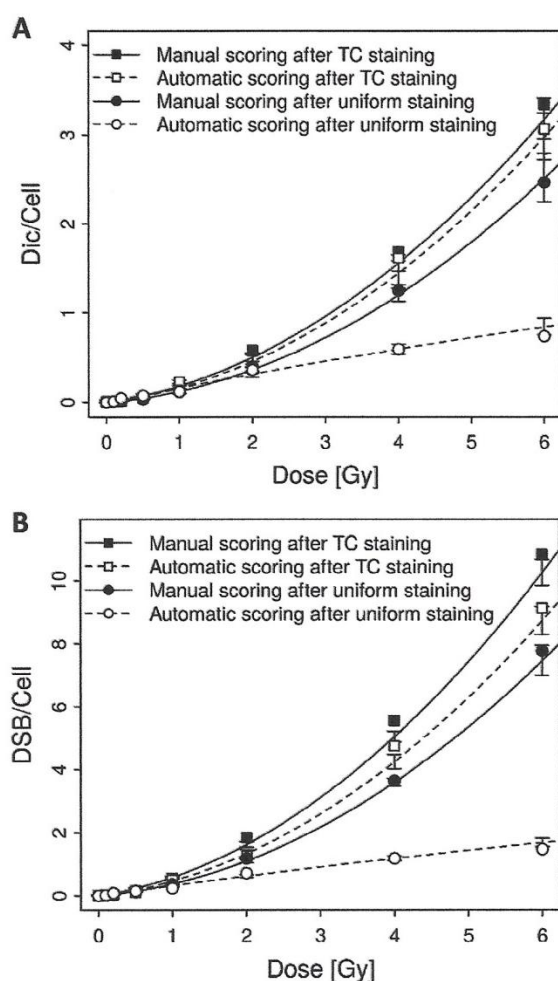 A
4
Manual scoring after TC staining
Automatic scoring after TC staining
Manual scoring after uniform staining
Automatic scoring after uniform staining
3
Dic/Cell
2
1
0
0 1 2 3 4 5 6
Dose [Gy]
B
Manual scoring after TC staining
Automatic scoring after TC staining
Manual scoring after uniform staining
Automatic scoring after uniform staining
10
8
DSB/Cell
6
4
2
0
0 1 2 3 4 5 6
Dose [Gy]